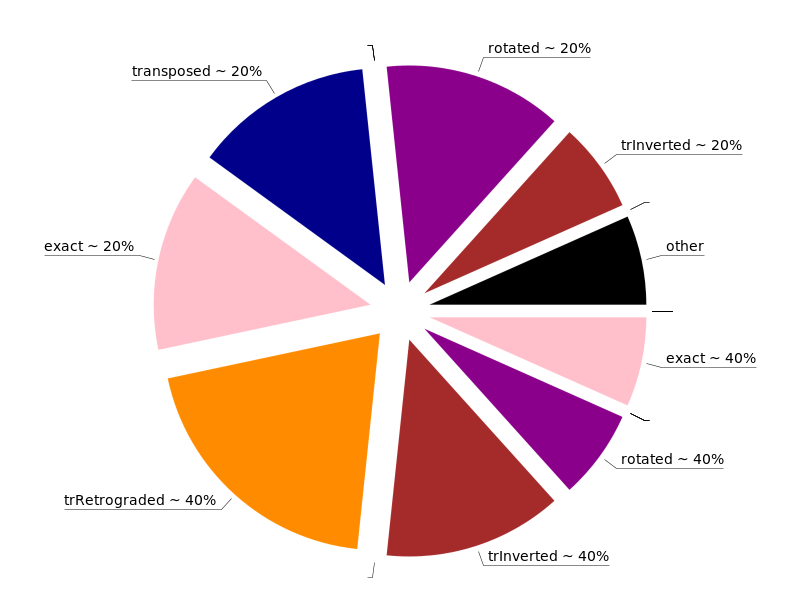 rotated ~ 20%
transposed ~ 20%
trInverted ~ 20%
exact ~ 20%
other
exact ~ 40%
rotated ~ 40%
trRetrograded ~ 40%
trInverted ~ 40%